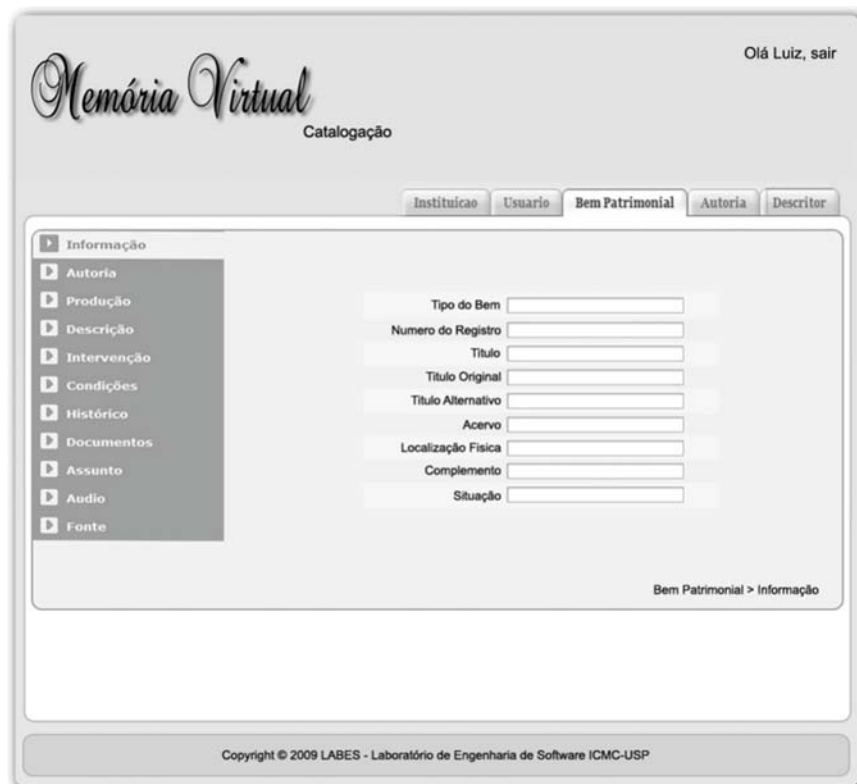 Olá Luiz, sair
Memória Virtual
Catalogação
Instituicao Usuario Bem Patrimonial Autoria Descritor
Informação
Autoria
Produção
Descrição
Intervenção
Condições
Histórico
Documentos
Assunto
Audio
Fonte
Tipo do Bem
Numero do Registro
Titulo
Titulo Original
Titulo Alternativo
Acervo
Localização Fisica
Complemento
Situação
Bem Patrimonial > Informação
Copyright © 2009 LABES - Laboratório de Engenharia de Software ICMC-USP